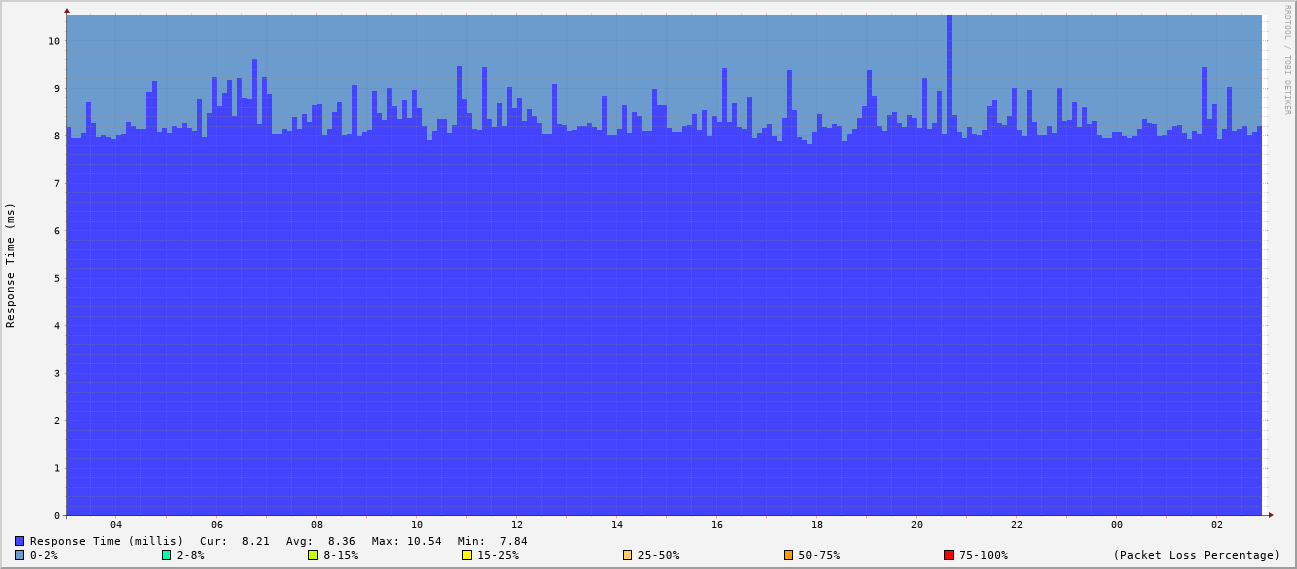 RRDTOOL / TOBI OETIKER
Response Time (ms)
10
9
8
7
6
5
4
3
2
1
0
04 06 08 10 12 14 16 18 20 22 00 02
Response Time (millis) Cur: 8.21 Avg: 8.36 Max: 10.54 Min: 7.84
0-2% 2-8% 8-15% 15-25% 25-50% 50-75% 75-100% (Packet Loss Percentage)